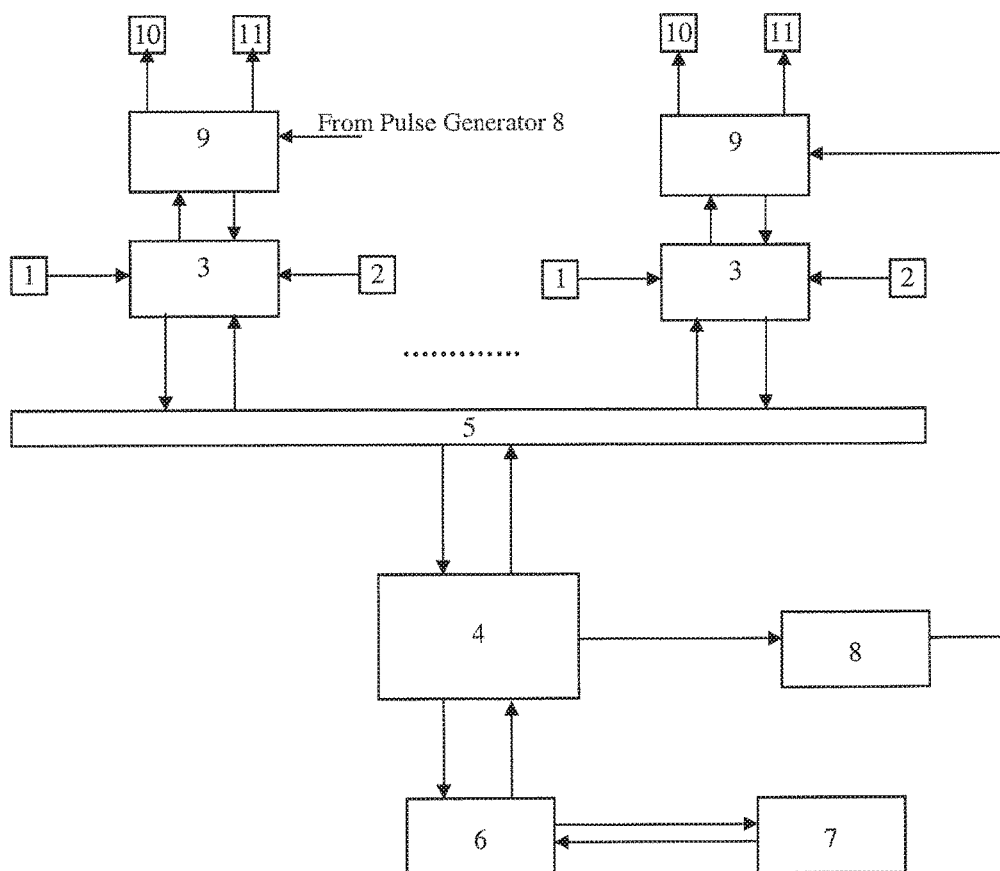 10 11 10 11
9 From Pulse Generator 8 9
1 3 2 1 3 2
.............
5
4 8
6 7